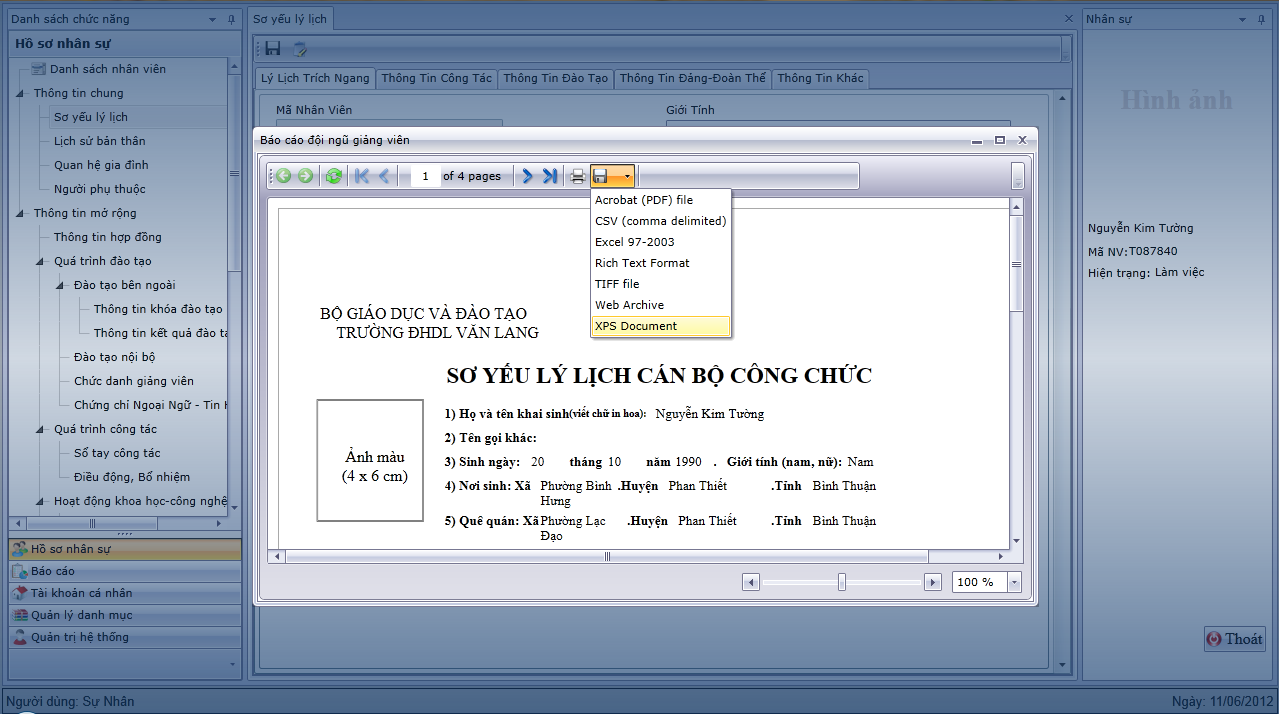 Danh sách chức năng
Hồ sơ nhân sự
Danh sách nhân viên
Thông tin chung
Sơ yếu lý lịch
Lịch sử bản thân
Quan hệ gia đình
Người phụ thuộc
Thông tin mở rộng
Thông tin hợp đồng
Quá trình đào tạo
Đào tạo bên ngoài
Thông tin khóa đào tạo
Thông tin kết quả đào tạ
Đào tạo nội bộ
Chức danh giảng viên
Chứng chỉ Ngoại Ngữ - Tin H
Quá trình công tác
Sổ tay công tác
Điều động, Bổ nhiệm
Hoạt động khoa học-công nghệ
Hồ sơ nhân sự
Báo cáo
Tài khoản cá nhân
Quản lý danh mục
Quản trị hệ thống
Sơ yếu lý lịch
Lý Lịch Trích Ngang
Thông Tin Công Tác
Thông Tin Đào Tạo
Thông Tin Đảng-Đoàn Thể
Thông Tin Khác
Mã Nhân Viên
Giới Tính
Báo cáo đội ngũ giảng viên
1 of 4 pages
Acrobat (PDF) file
CSV (comma delimited)
Excel 97-2003
Rich Text Format
TIFF file
Web Archive
XPS Document
BỘ GIÁO DỤC VÀ ĐÀO TẠO
TRƯỜNG ĐHDL VĂN LANG
SƠ YẾU LÝ LỊCH CÁN BỘ CÔNG CHỨC
Ảnh màu
(4 x 6 cm)
1) Họ và tên khai sinh(viết chữ in hoa): Nguyễn Kim Tường
2) Tên gọi khác:
3) Sinh ngày: 20 tháng 10 năm 1990 . Giới tính (nam, nữ): Nam
4) Nơi sinh: Xã Phường Bình Hưng .Huyện Phan Thiết .Tỉnh Bình Thuận
5) Quê quán: Xã Phường Lạc Đạo .Huyện Phan Thiết .Tỉnh Bình Thuận
100 %
Nhân sự
Hình ảnh
Nguyễn Kim Tường
Mã NV:T087840
Hiện trạng: Làm việc
Thoát
Người dùng: Sự Nhân
Ngày: 11/06/2012